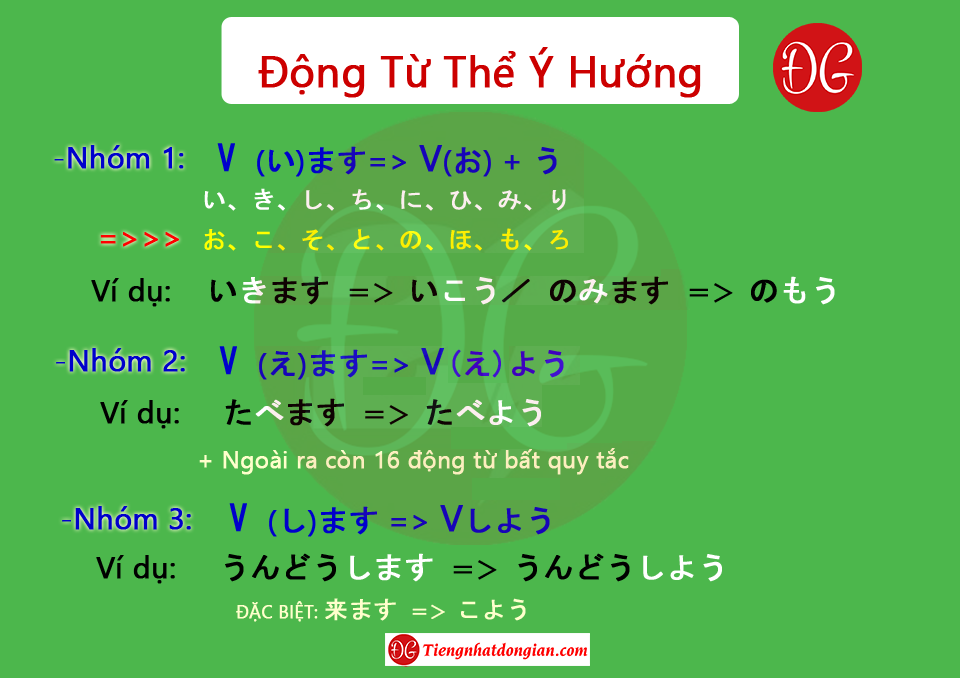 Động Từ Thể Ý Hướng
ĐG
-Nhóm 1: V (い)ます=> V(お) + う
い、き、し、ち、に、ひ、み、り
=>>> お、こ、そ、と、の、ほ、も、ろ
Ví dụ: いきます => いこう／ のみます => のもう
-Nhóm 2: V (え)ます=> V（え）よう
Ví dụ: たべます => たべよう
+ Ngoài ra còn 16 động từ bất quy tắc
-Nhóm 3: V (し)ます => Vしよう
Ví dụ: うんどうします => うんどうしよう
ĐẶC BIỆT: 来ます => こよう
ĐG Tiengnhatdongian.com